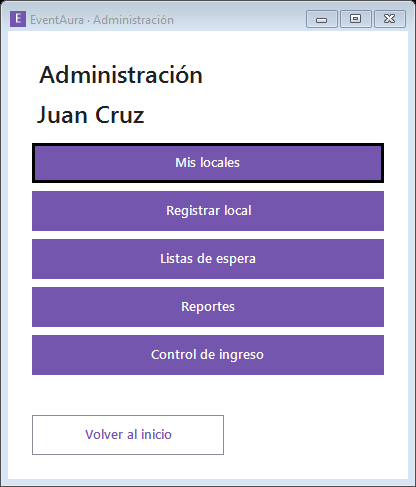 E EventAura · Administración
Administración
Juan Cruz
Mis locales
Registrar local
Listas de espera
Reportes
Control de ingreso
Volver al inicio